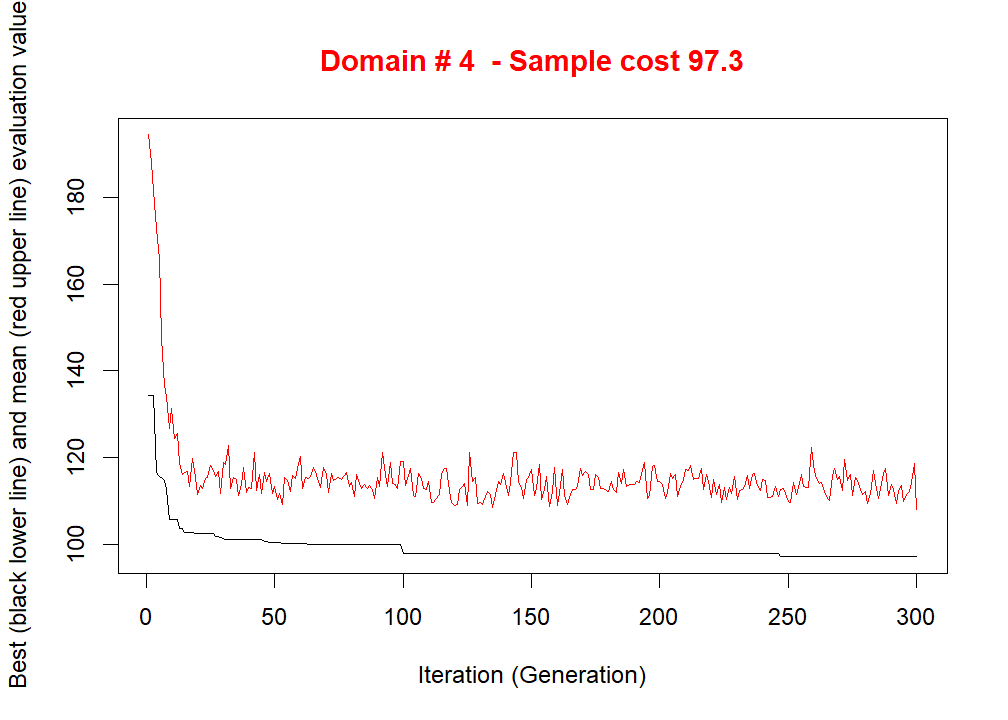 Domain # 4  - Sample cost 97.3
Best (black lower line) and mean (red upper line) evaluation value
180
160
140
120
100
0 50 100 150 200 250 300
Iteration (Generation)